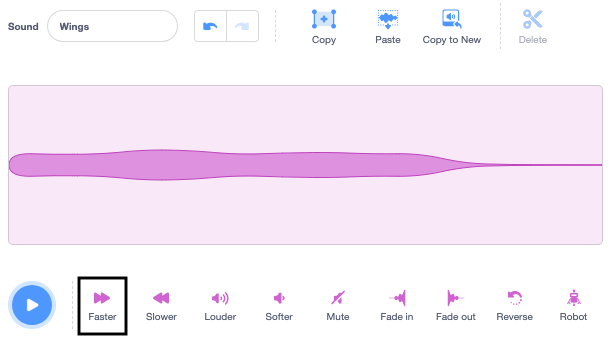 Sound Wings
Copy Paste Copy to New Delete
Faster Slower Louder Softer Mute Fade in Fade out Reverse Robot